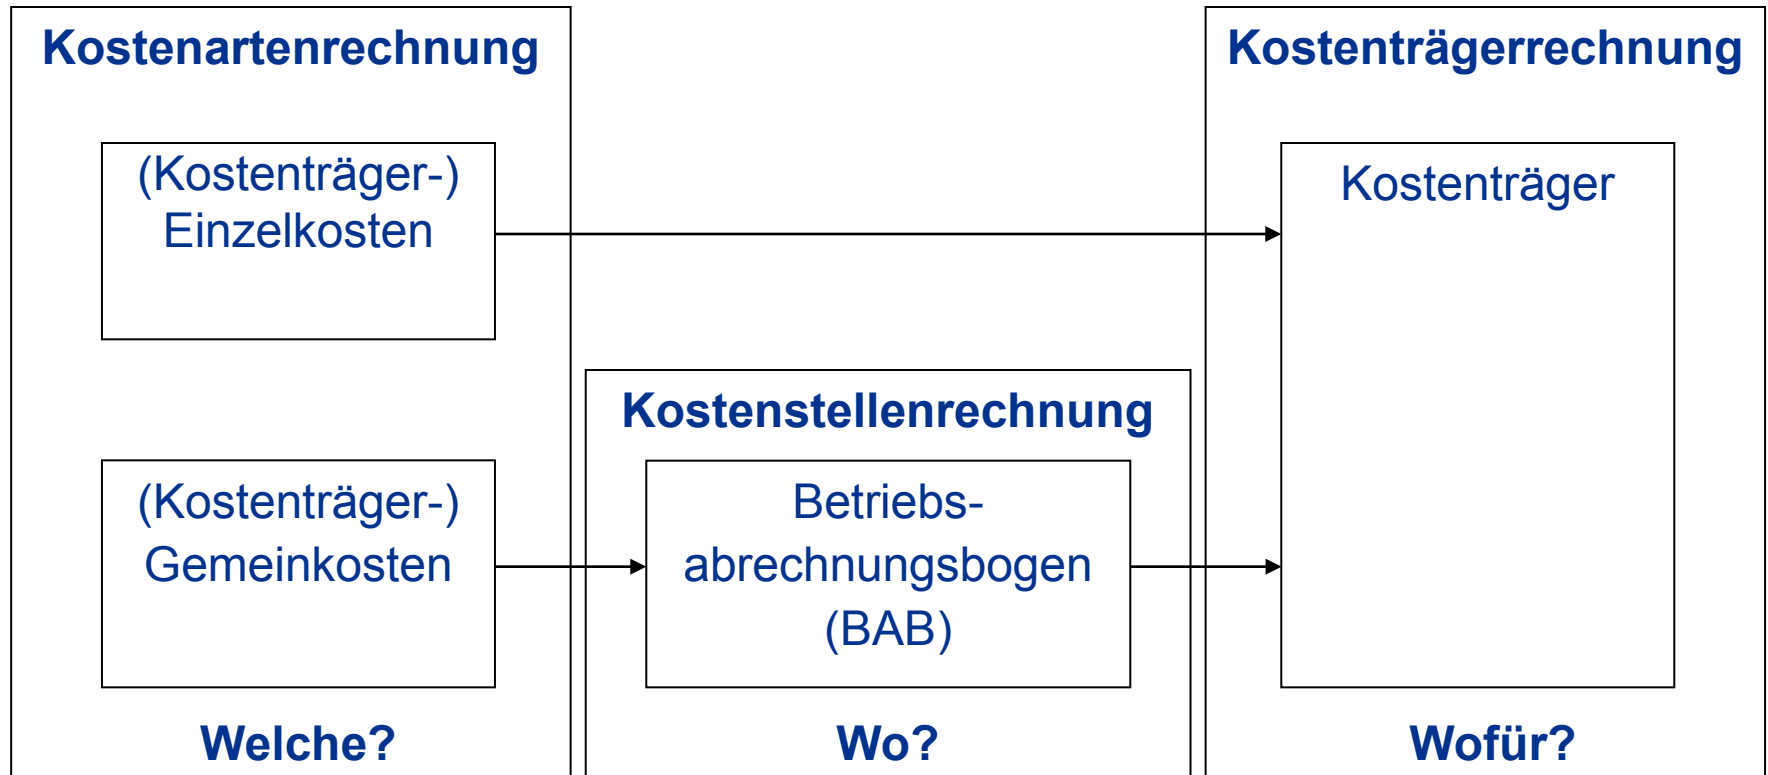 Kostenartenrechnung
(Kostenträger-)
Einzelkosten
(Kostenträger-)
Gemeinkosten
Welche?
Kostenstellenrechnung
Betriebs-
abrechnungsbogen
(BAB)
Wo?
Kostenträgerrechnung
Kostenträger
Wofür?